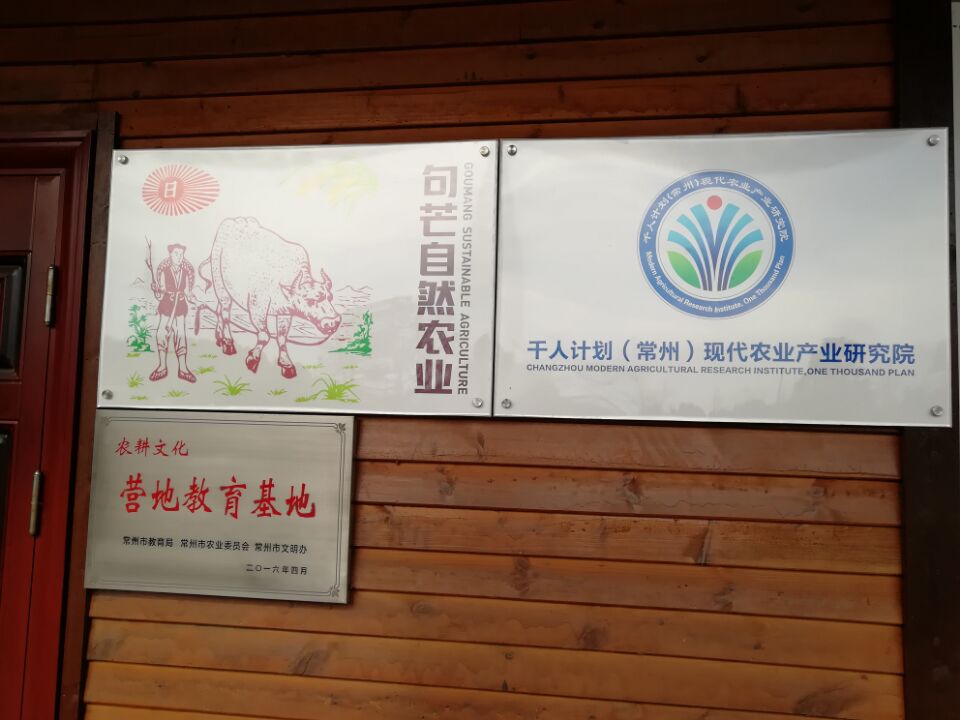 日
句芒自然农业
GOUMANG SUSTAINABLE AGRICULTURE
千人计划(常州)现代农业产业研究院
Modern Agricultural Research Institute, One Thousand Plan
千人计划（常州）现代农业产业研究院
CHANGZHOU MODERN AGRICULTURAL RESEARCH INSTITUTE,ONE THOUSAND PLAN
农耕文化
营地教育基地
常州市教育局 常州市农业委员会 常州市文明办
二〇一六年四月